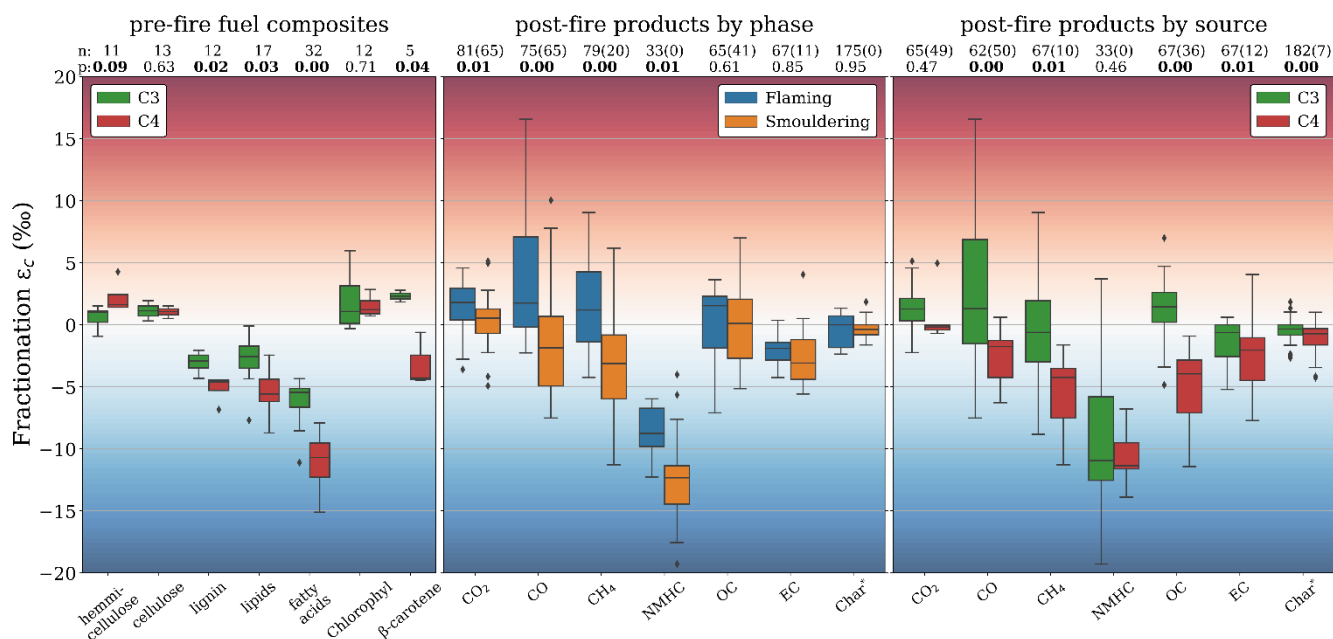 pre-fire fuel composites
post-fire products by phase
post-fire products by source
n: 11 13 12 17 32 12 5
p: 0.09 0.63 0.02 0.03 0.00 0.71 0.04
81(65) 75(65) 79(20) 33(0) 65(41) 67(11) 175(0)
0.01 0.00 0.00 0.01 0.61 0.85 0.95
65(49) 62(50) 67(10) 33(0) 67(36) 67(12) 182(7)
0.47 0.00 0.01 0.46 0.00 0.01 0.00
C3
C4
Flaming
Smouldering
C3
C4
Fractionation ε_c (‰)
20
15
10
5
0
−5
−10
−15
−20
hemmi-
cellulose
cellulose
lignin
lipids
fatty
acids
Chlorophyl
β-carotene
CO₂
CO
CH₄
NMHC
OC
EC
Char*
CO₂
CO
CH₄
NMHC
OC
EC
Char*